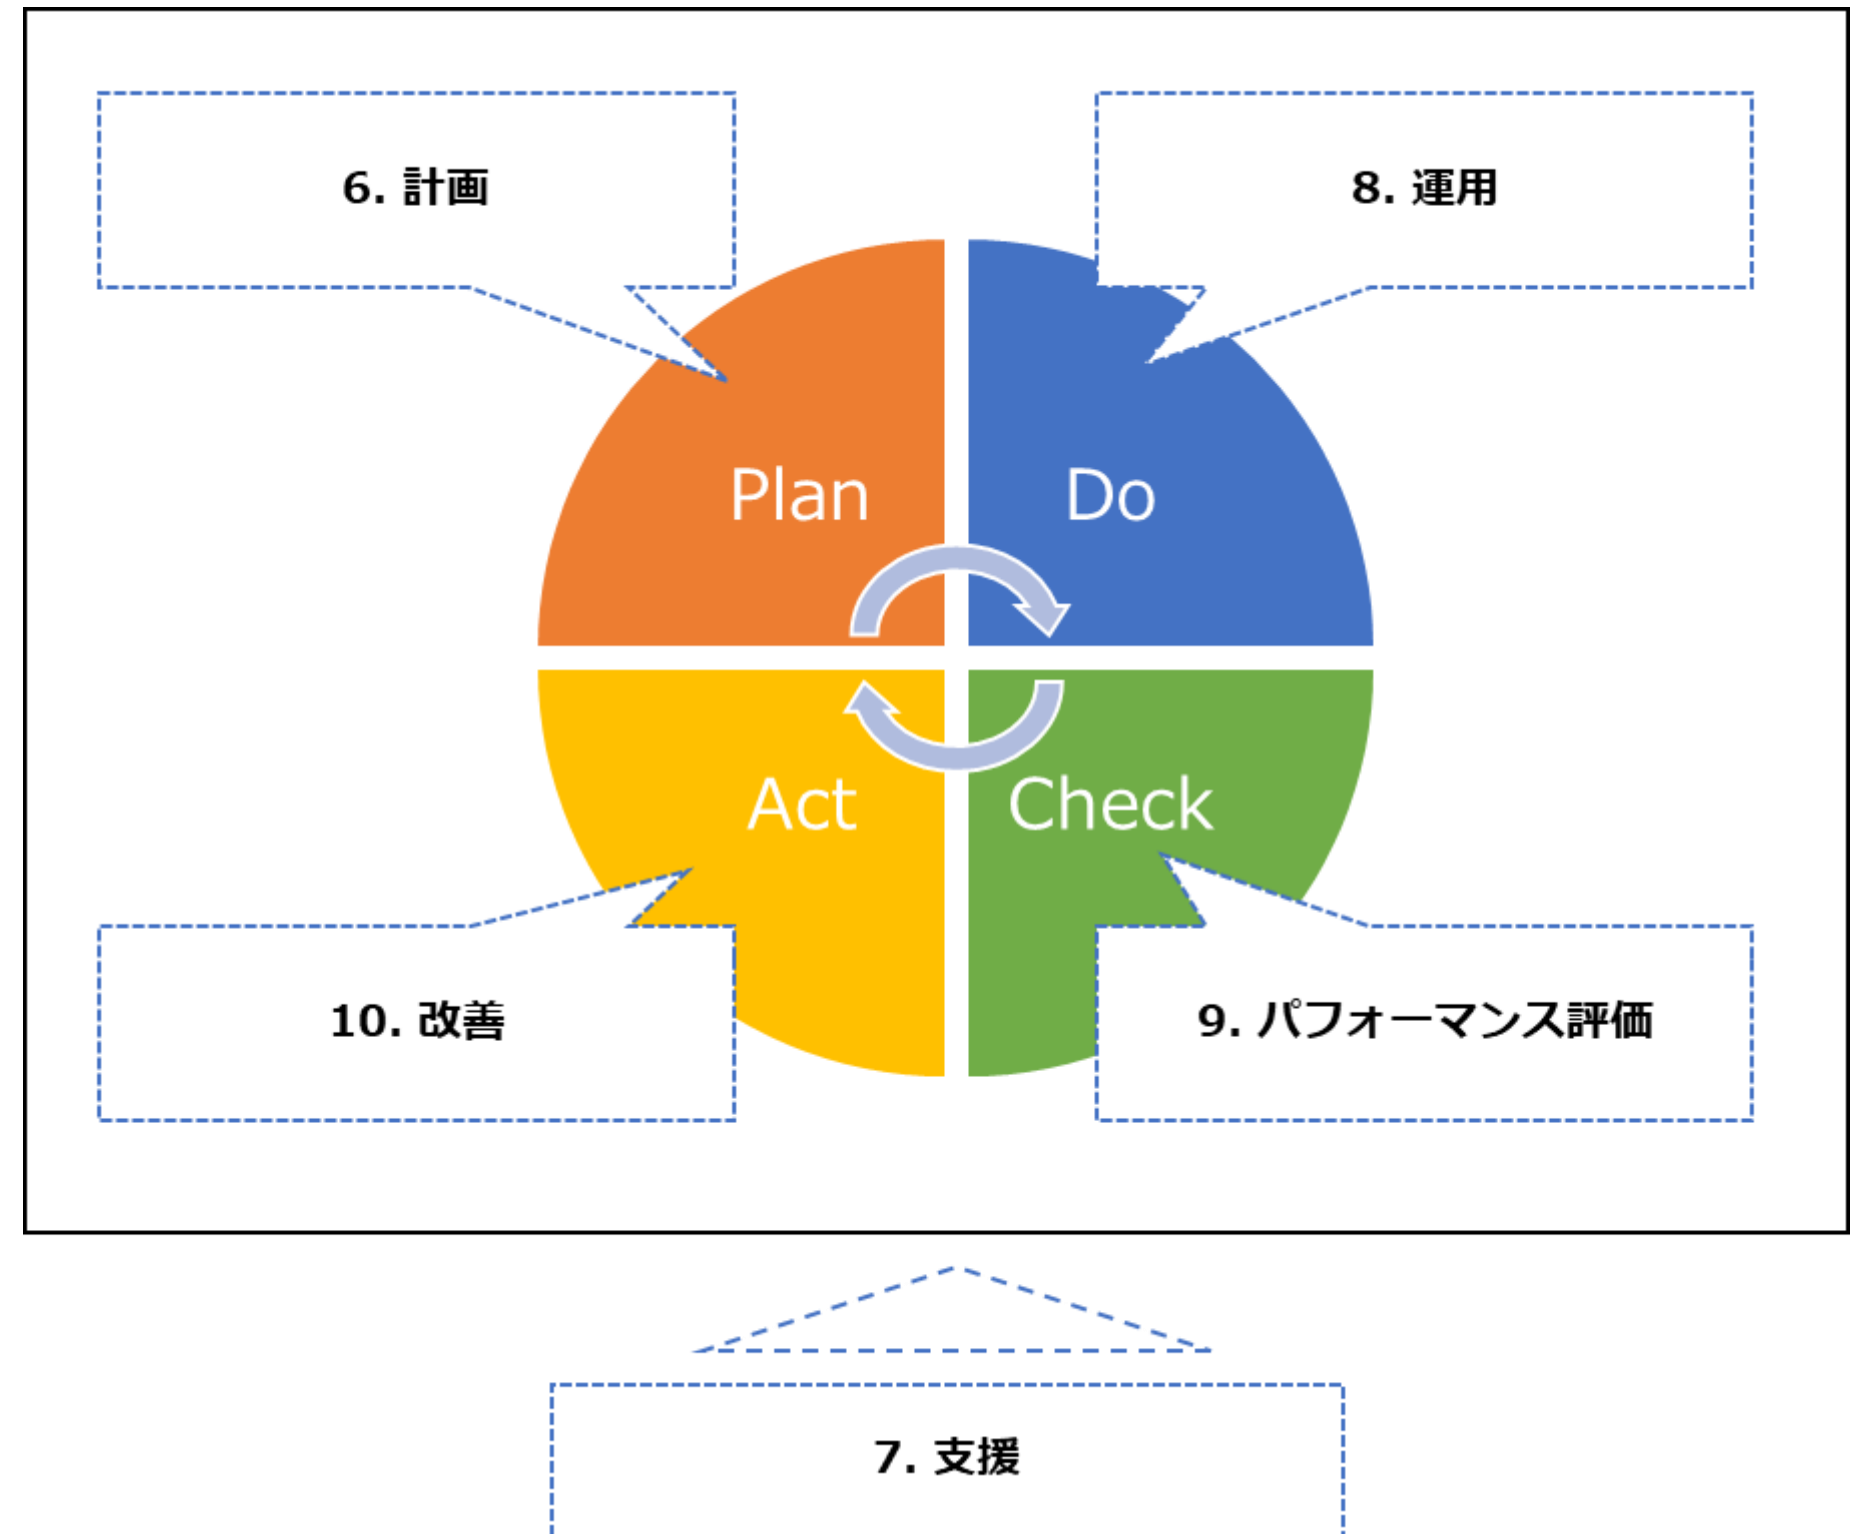 6. 計画
8. 運用
Plan
Do
Act
Check
10. 改善
9. パフォーマンス評価
7. 支援